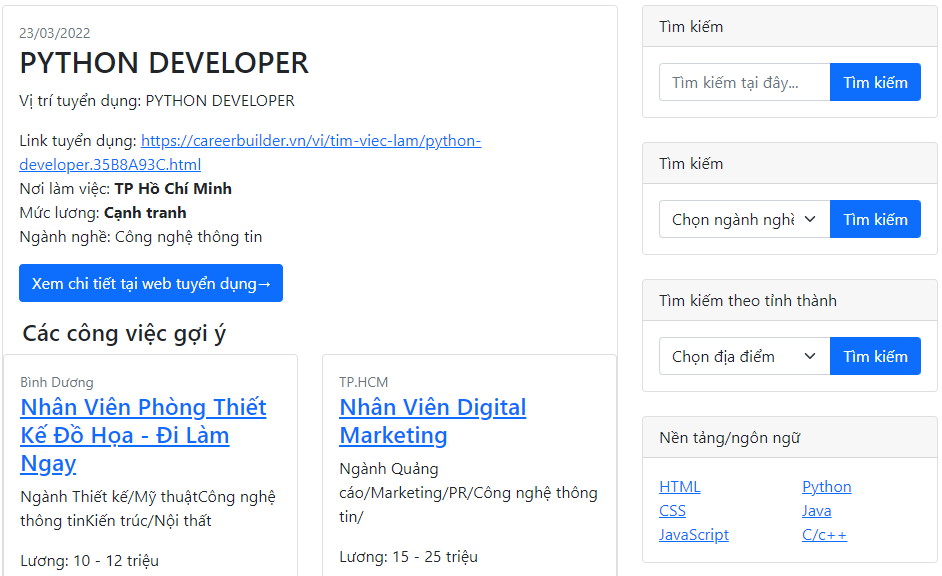 23/03/2022
PYTHON DEVELOPER
Vị trí tuyển dụng: PYTHON DEVELOPER
Link tuyển dụng: https://careerbuilder.vn/vi/tim-viec-lam/python-
developer.35B8A93C.html
Nơi làm việc: TP Hồ Chí Minh
Mức lương: Cạnh tranh
Ngành nghề: Công nghệ thông tin
Xem chi tiết tại web tuyển dụng→
Các công việc gợi ý
Bình Dương
Nhân Viên Phòng Thiết
Kế Đồ Họa - Đi Làm
Ngay
Ngành Thiết kế/Mỹ thuậtCông nghệ
thông tinKiến trúc/Nội thất
Lương: 10 - 12 triệu
TP.HCM
Nhân Viên Digital
Marketing
Ngành Quảng
cáo/Marketing/PR/Công nghệ thông
tin/
Lương: 15 - 25 triệu
Tìm kiếm
Tìm kiếm tại đây... Tìm kiếm
Tìm kiếm
Chọn ngành ngh Tìm kiếm
Tìm kiếm theo tỉnh thành
Chọn địa điểm Tìm kiếm
Nền tảng/ngôn ngữ
HTML Python
CSS Java
JavaScript C/c++